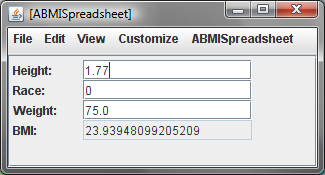 [ABMISpreadsheet]
File Edit View Customize ABMISpreadsheet
Height: 1.77
Race: 0
Weight: 75.0
BMI: 23.93948099205209